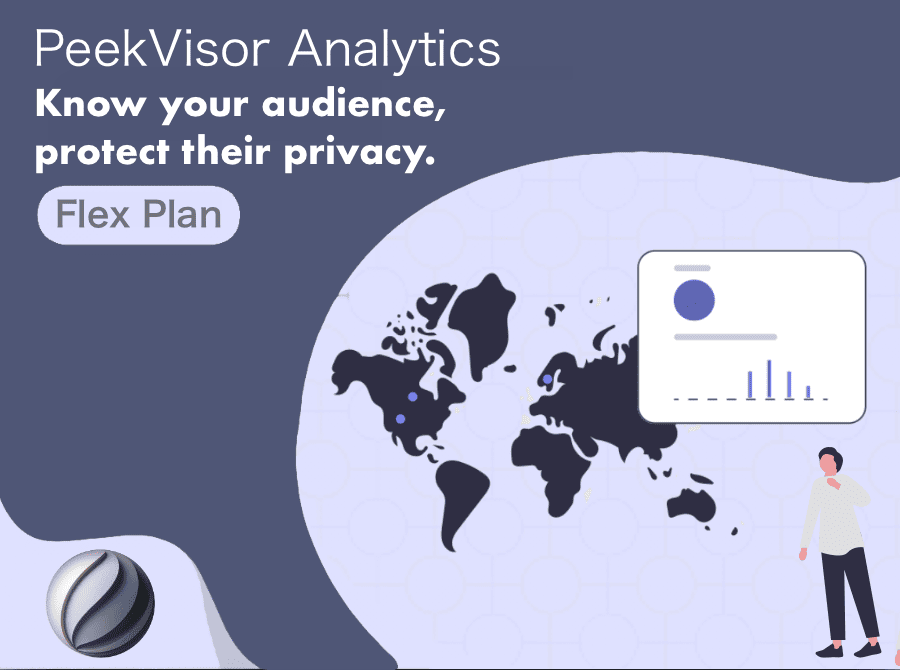 PeekVisor Analytics
Know your audience,
protect their privacy.
Flex Plan